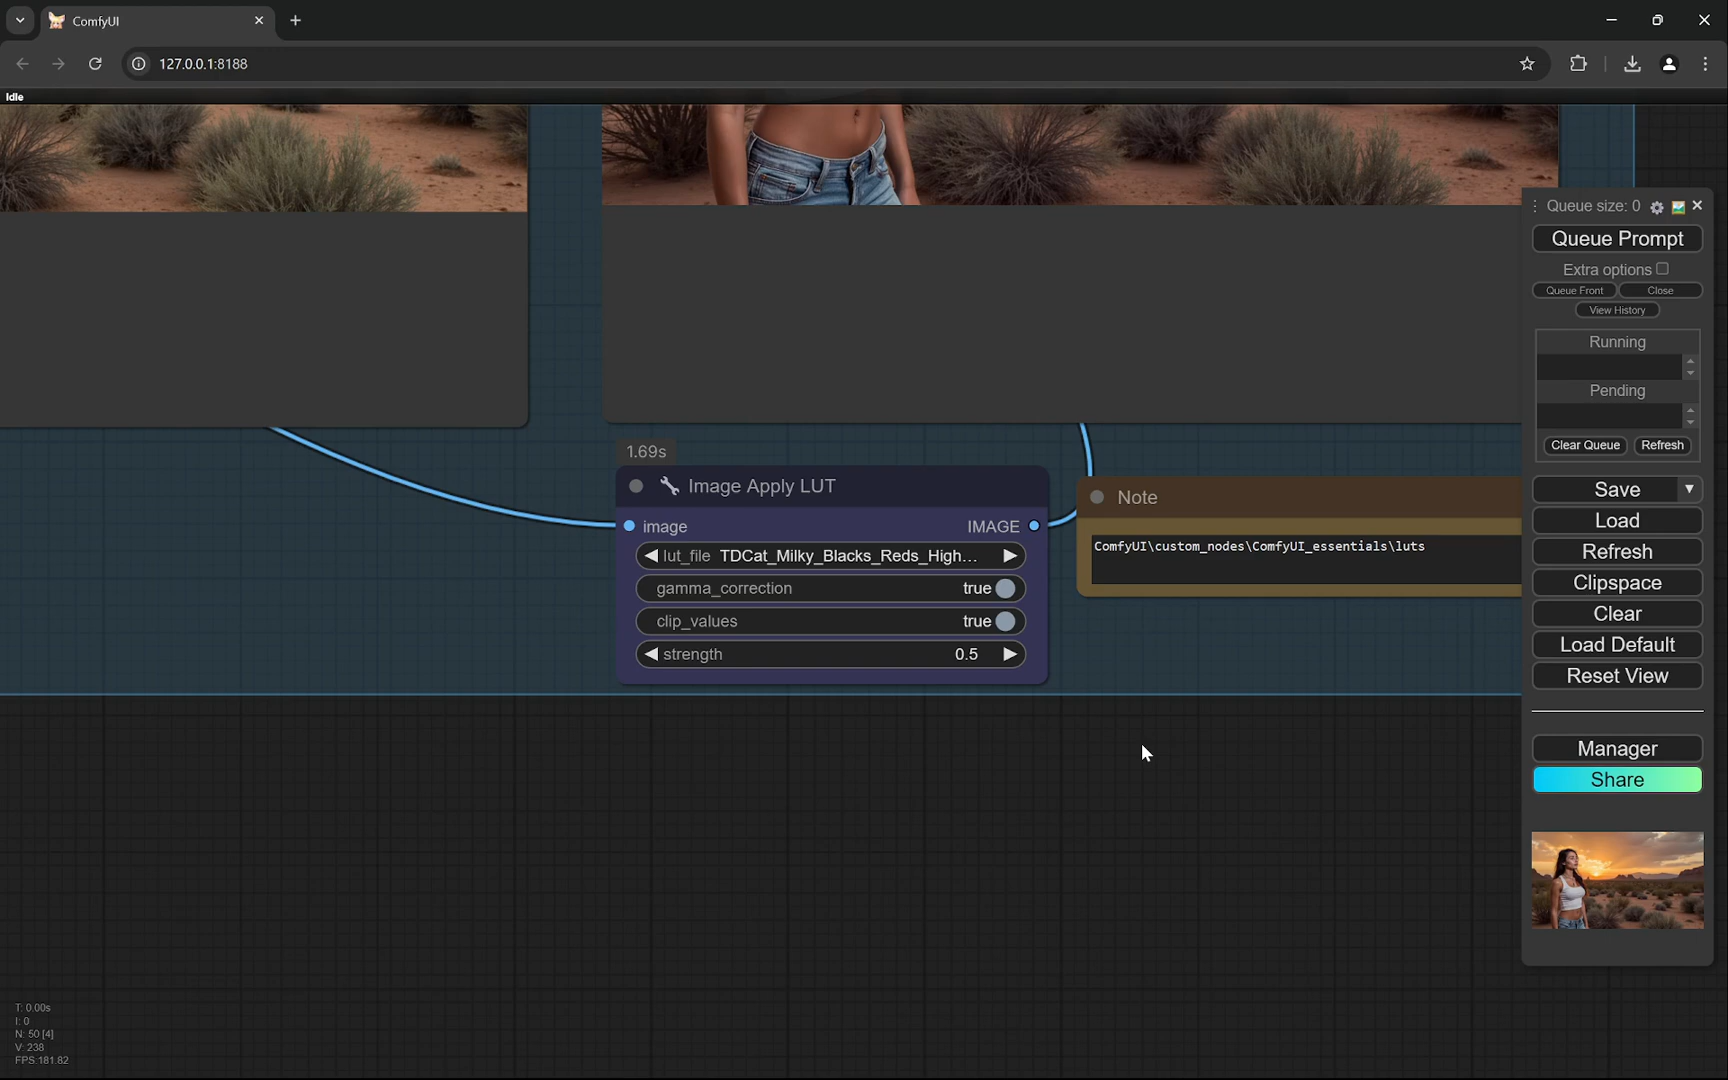 ComfyUI
127.0.0.1:8188
Idle
Queue size: 0
Queue Prompt
Extra options
Queue Front
Close
View History
Running
Pending
Clear Queue
Refresh
1.69s
Image Apply LUT
image
IMAGE
lut_file TDCat_Milky_Blacks_Reds_High...
gamma_correction true
clip_values true
strength 0.5
Note
ComfyUI\custom_nodes\ComfyUI_essentials\luts
Save
Load
Refresh
Clipspace
Clear
Load Default
Reset View
Manager
Share
T: 0.00s
I: 0
N: 50 [4]
V: 238
FPS:181.82